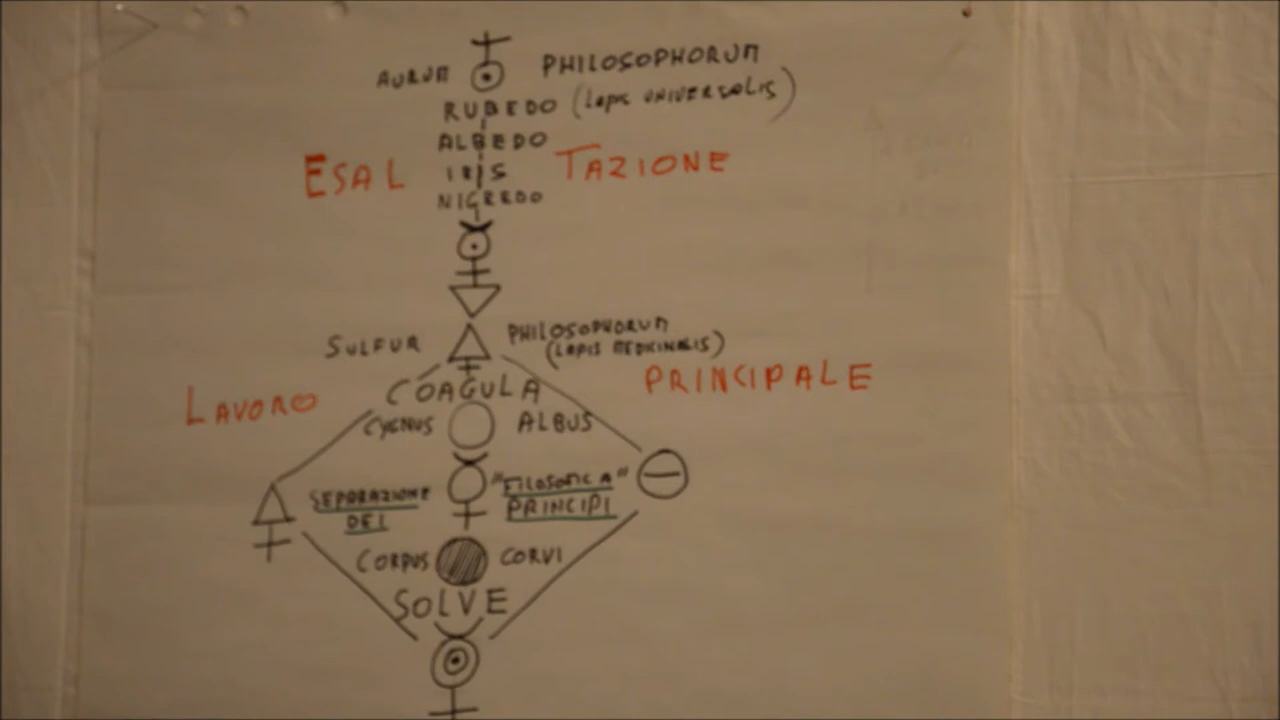 AURUM PHILOSOPHORUM
RUBEDO (Lapis UNIVERSALIS)
ALBEDO
IRIS
NIGREDO
ESAL TAZIONE
SULFUR PHILOSOPHORUM
(LAPIS MEDICINALIS)
LAVORO PRINCIPALE
COAGULA
CYGNUS ALBUS
SEPARAZIONE "FILOSOFICA"
DEI PRINCIPI
CORPUS CORVI
SOLVE